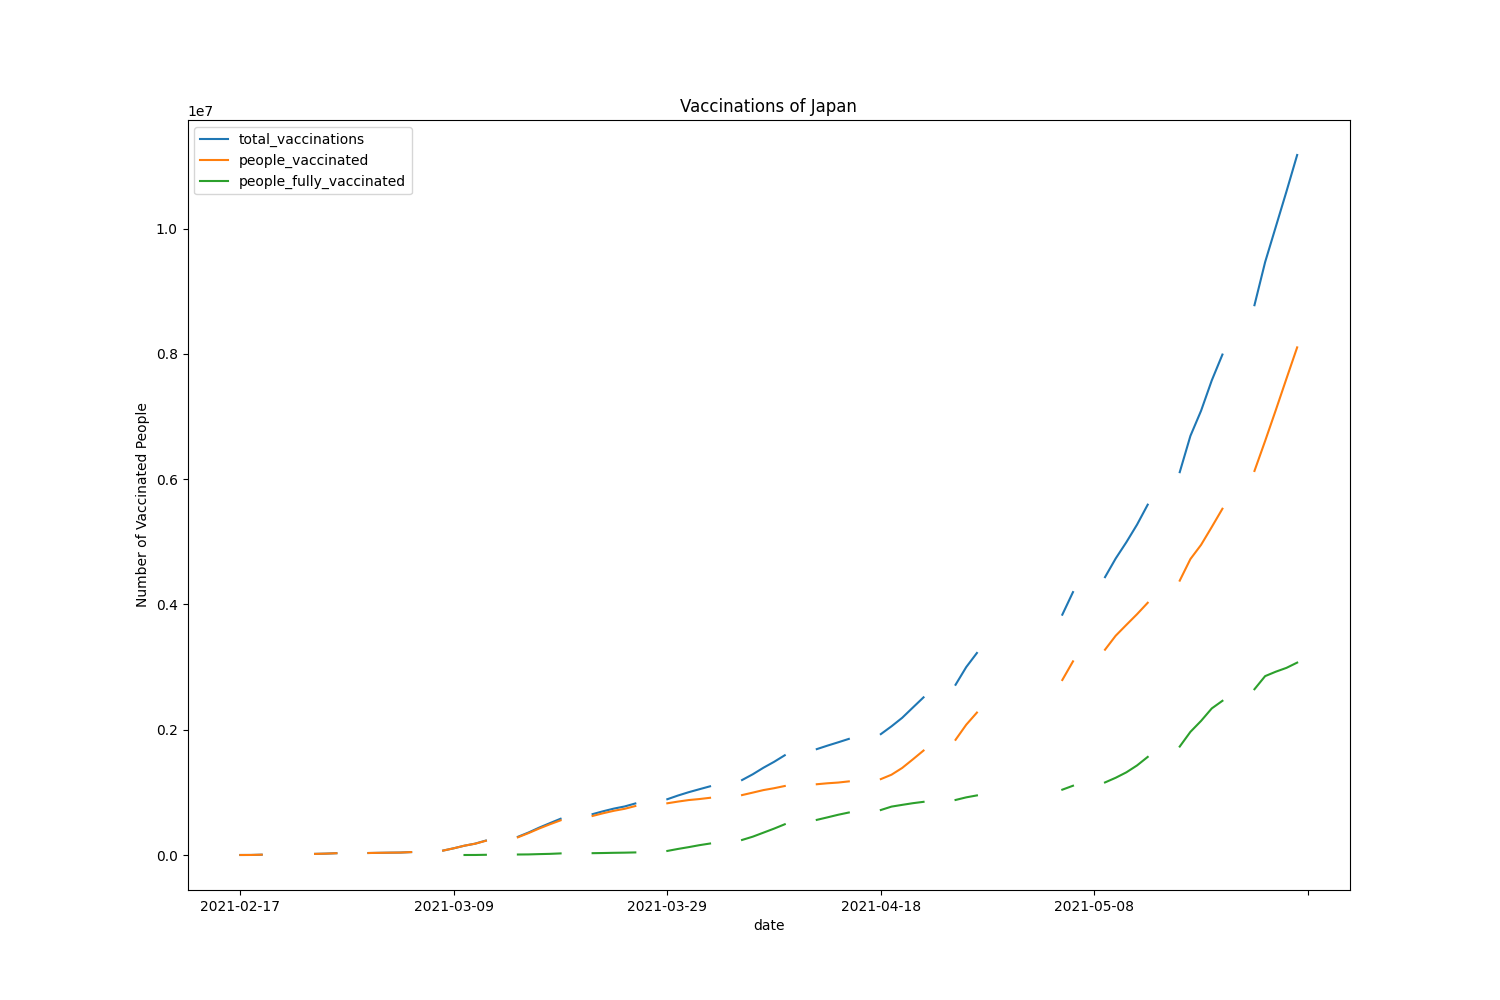 Vaccinations of Japan
1e7
total_vaccinations
people_vaccinated
people_fully_vaccinated
1.0
0.8
0.6
0.4
0.2
0.0
Number of Vaccinated People
2021-02-17
2021-03-09
2021-03-29
2021-04-18
2021-05-08
date